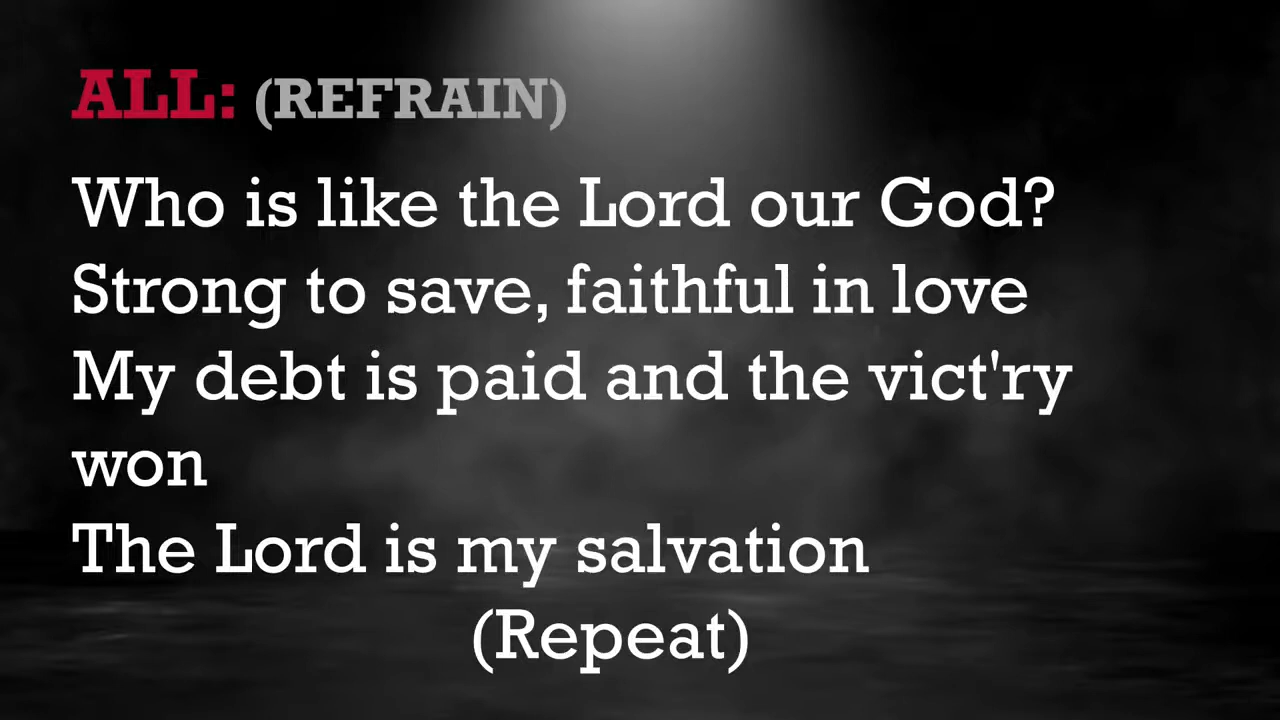 ALL: (REFRAIN)
Who is like the Lord our God?
Strong to save, faithful in love
My debt is paid and the vict'ry
won
The Lord is my salvation
(Repeat)